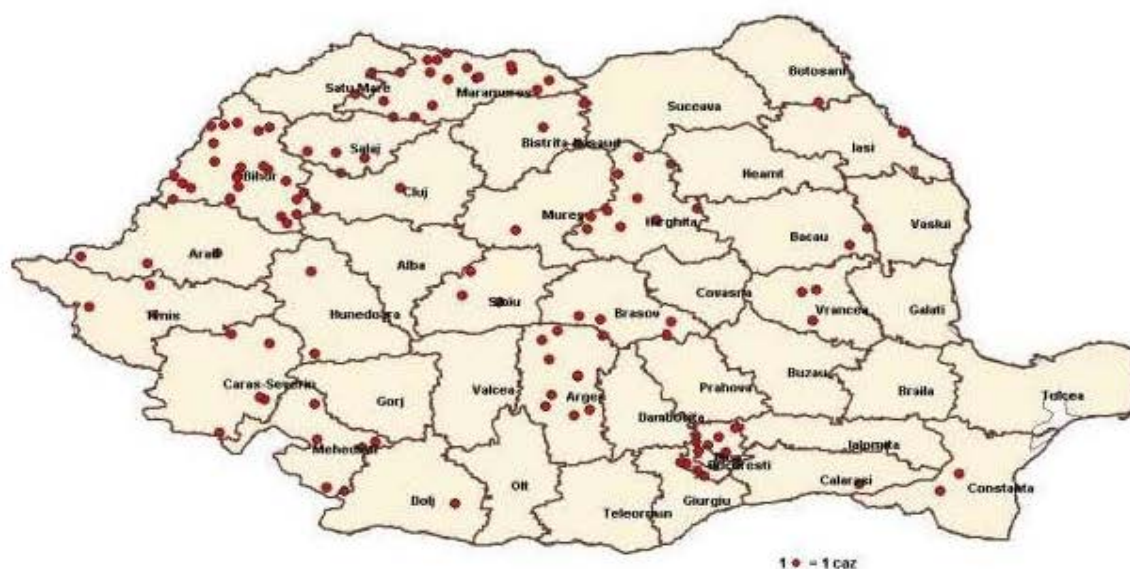 Botosani
Satu Mare
Maramures
Succava
Bistrita-Nasaud
Iasi
Salaj
Neamt
Bihor
Cluj
Mures
Harghita
Bacau
Vaslui
Arad
Alba
Covasna
Sibiu
Timis
Hunedoara
Brasov
Vrancea
Galati
Caras-Severin
Gorj
Valcea
Arges
Prahova
Buzau
Braila
Tulcea
Dambovita
Ialomita
Mehedinti
Bucuresti
Calarasi
Constanta
Dolj
Olt
Giurgiu
Teleorman
1 = 1 caz